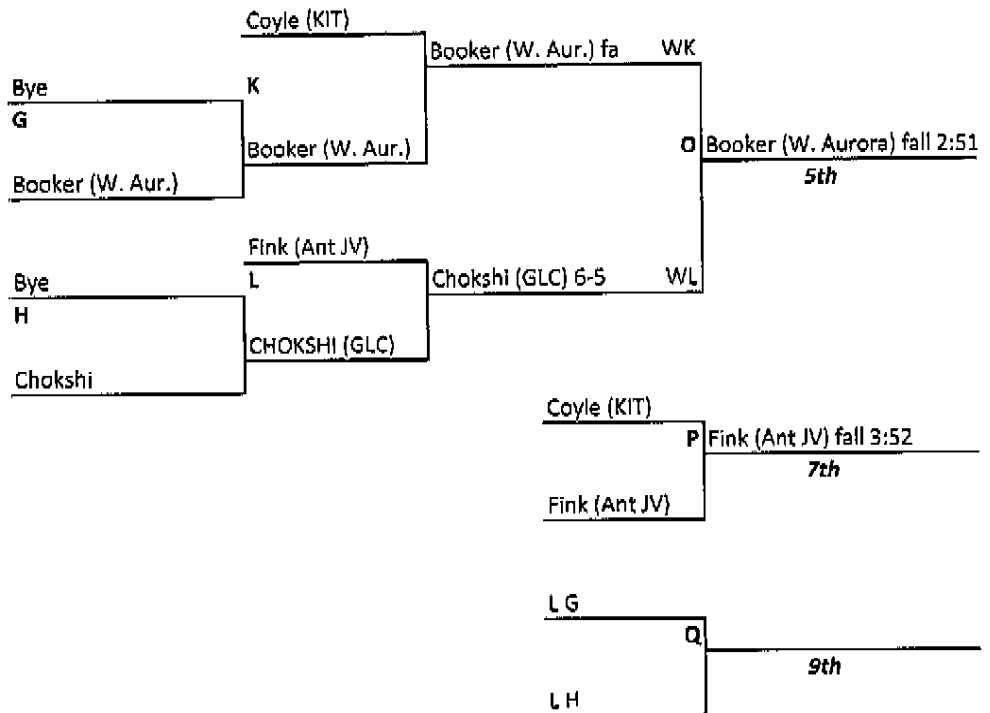 Coyle (KIT)
Booker (W. Aur.) fa WK
Bye
K
G
O Booker (W. Aurora) fall 2:51
Booker (W. Aur.)
5th
Booker (W. Aur.)
Fink (Ant JV)
L
Chokshi (GLC) 6-5 WL
Bye
H
CHOKSHI (GLC)
Chokshi
Coyle (KIT)
P Fink (Ant JV) fall 3:52
7th
Fink (Ant JV)
L G
Q
9th
L H